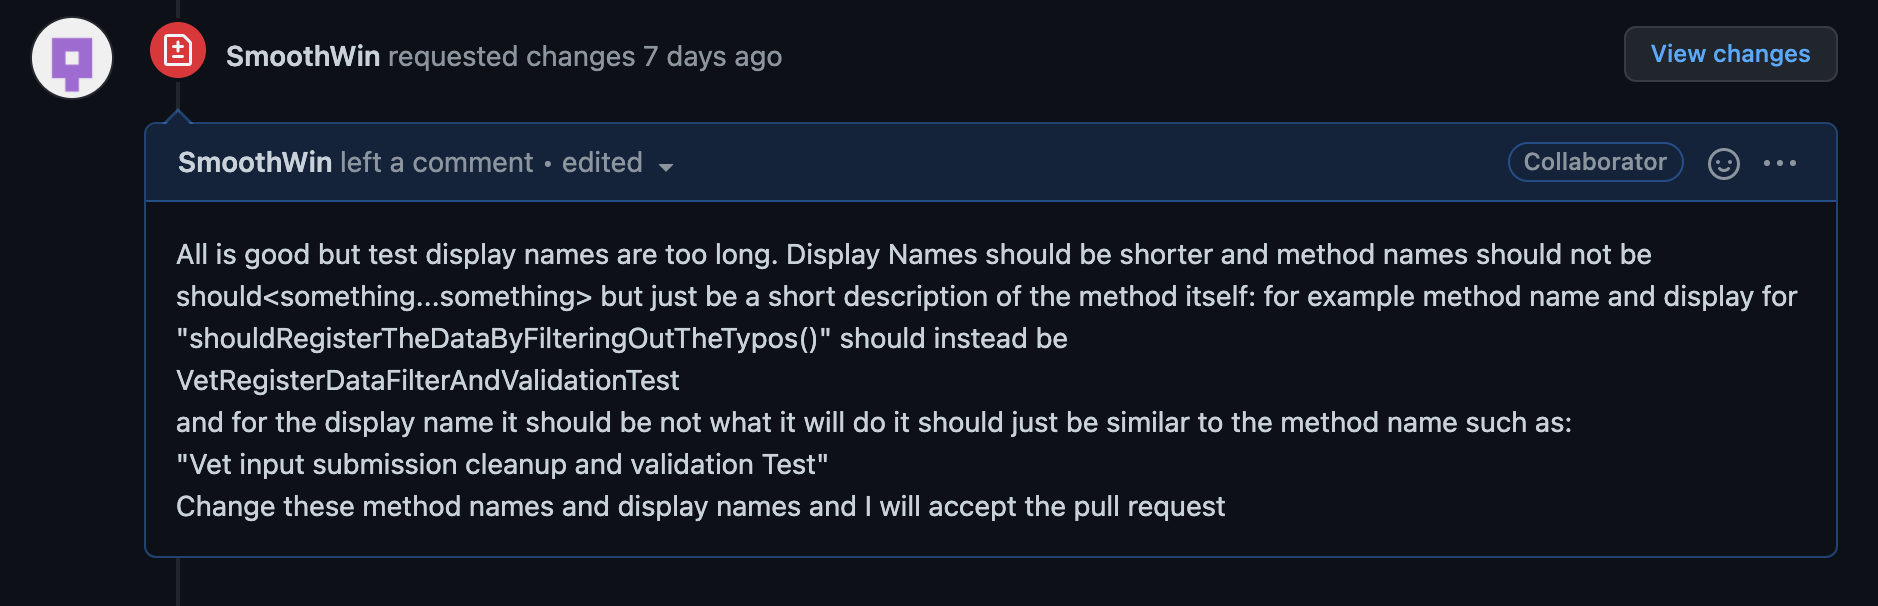 SmoothWin requested changes 7 days ago
View changes
SmoothWin left a comment • edited
Collaborator
All is good but test display names are too long. Display Names should be shorter and method names should not be
should<something...something> but just be a short description of the method itself: for example method name and display for
"shouldRegisterTheDataByFilteringOutTheTypos()" should instead be
VetRegisterDataFilterAndValidationTest
and for the display name it should be not what it will do it should just be similar to the method name such as:
"Vet input submission cleanup and validation Test"
Change these method names and display names and I will accept the pull request